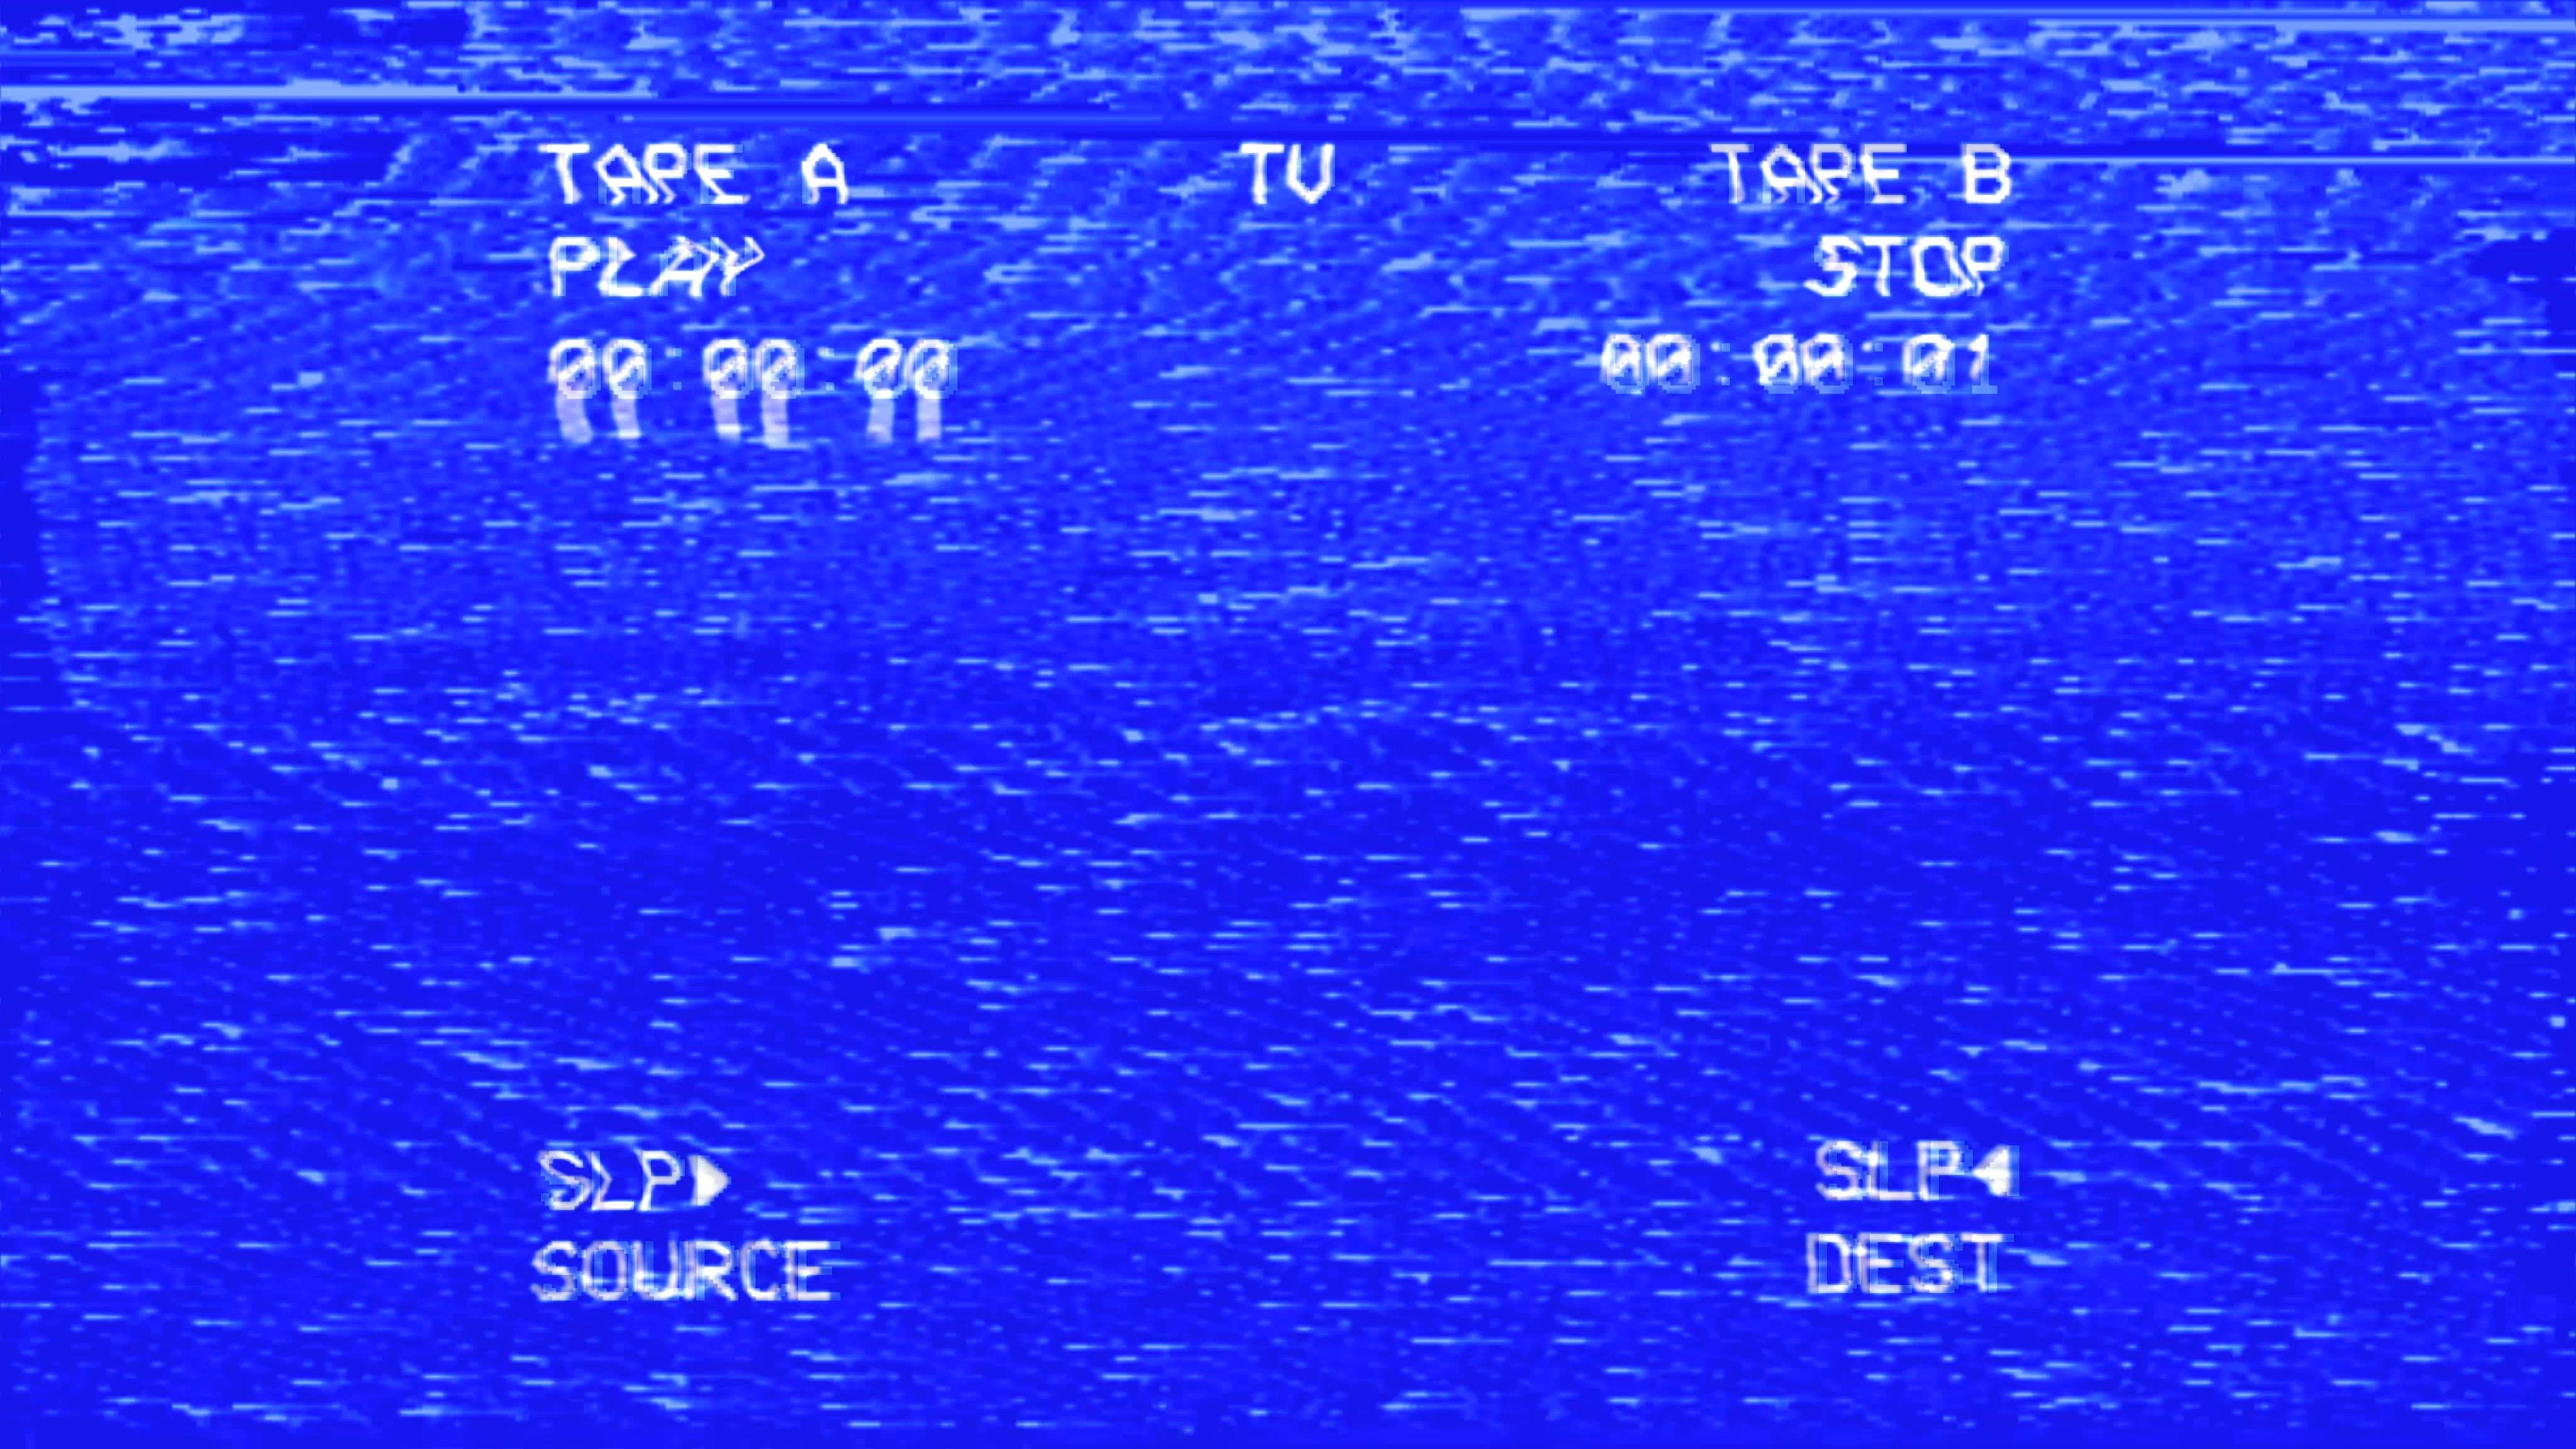 TAPE A TV TAPE B
PLAY STOP
00:00:00 00:00:01
SLP▶ SLP◀
SOURCE DEST